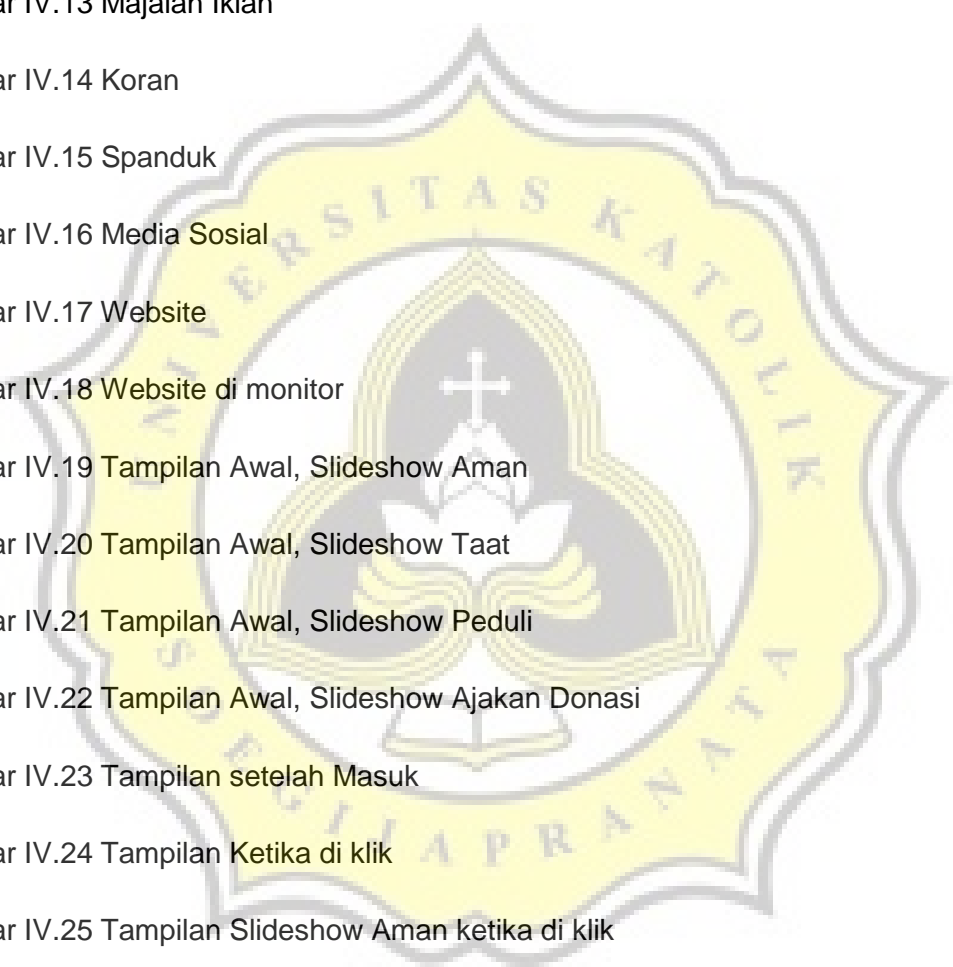 ar IV.13 Majalah Iklan
ar IV.14 Koran
ar IV.15 Spanduk
ar IV.16 Media Sosial
ar IV.17 Website
ar IV.18 Website di monitor
ar IV.19 Tampilan Awal, Slideshow Aman
ar IV.20 Tampilan Awal, Slideshow Taat
ar IV.21 Tampilan Awal, Slideshow Peduli
ar IV.22 Tampilan Awal, Slideshow Ajakan Donasi
ar IV.23 Tampilan setelah Masuk
ar IV.24 Tampilan Ketika di klik
ar IV.25 Tampilan Slideshow Aman ketika di klik
UNIVERSITAS KATOLIK
SOEGIJAPRANATA